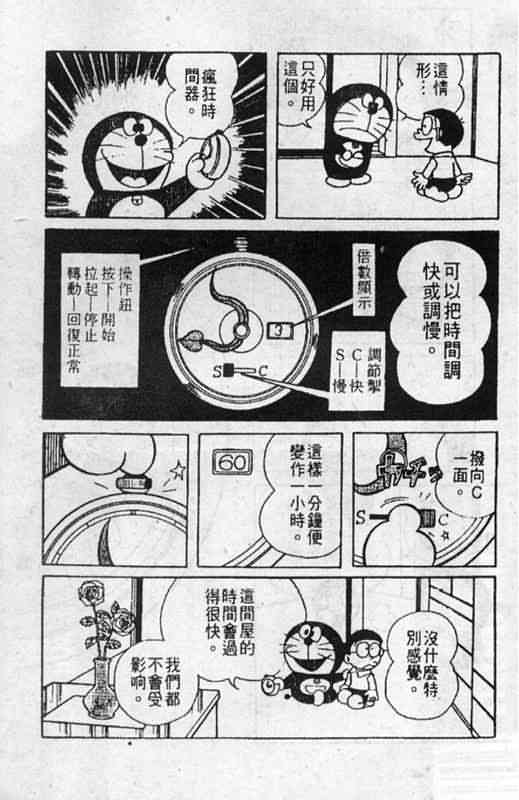 這情
形…
只好用
這個。
瘋狂時
間器。
可以把時間調
快或調慢。
倍數顯示
3
調節掣
C—快
S—慢
S
C
操作鈕
按下—開始
拉起—停止
轉動—回復正常
撥向C
一面。
S
C
這樣一分鐘便
變作一小時。
60
沒什麼特
別感覺。
這間屋的
時間會過
得很快。
我們都
不會受
影响。